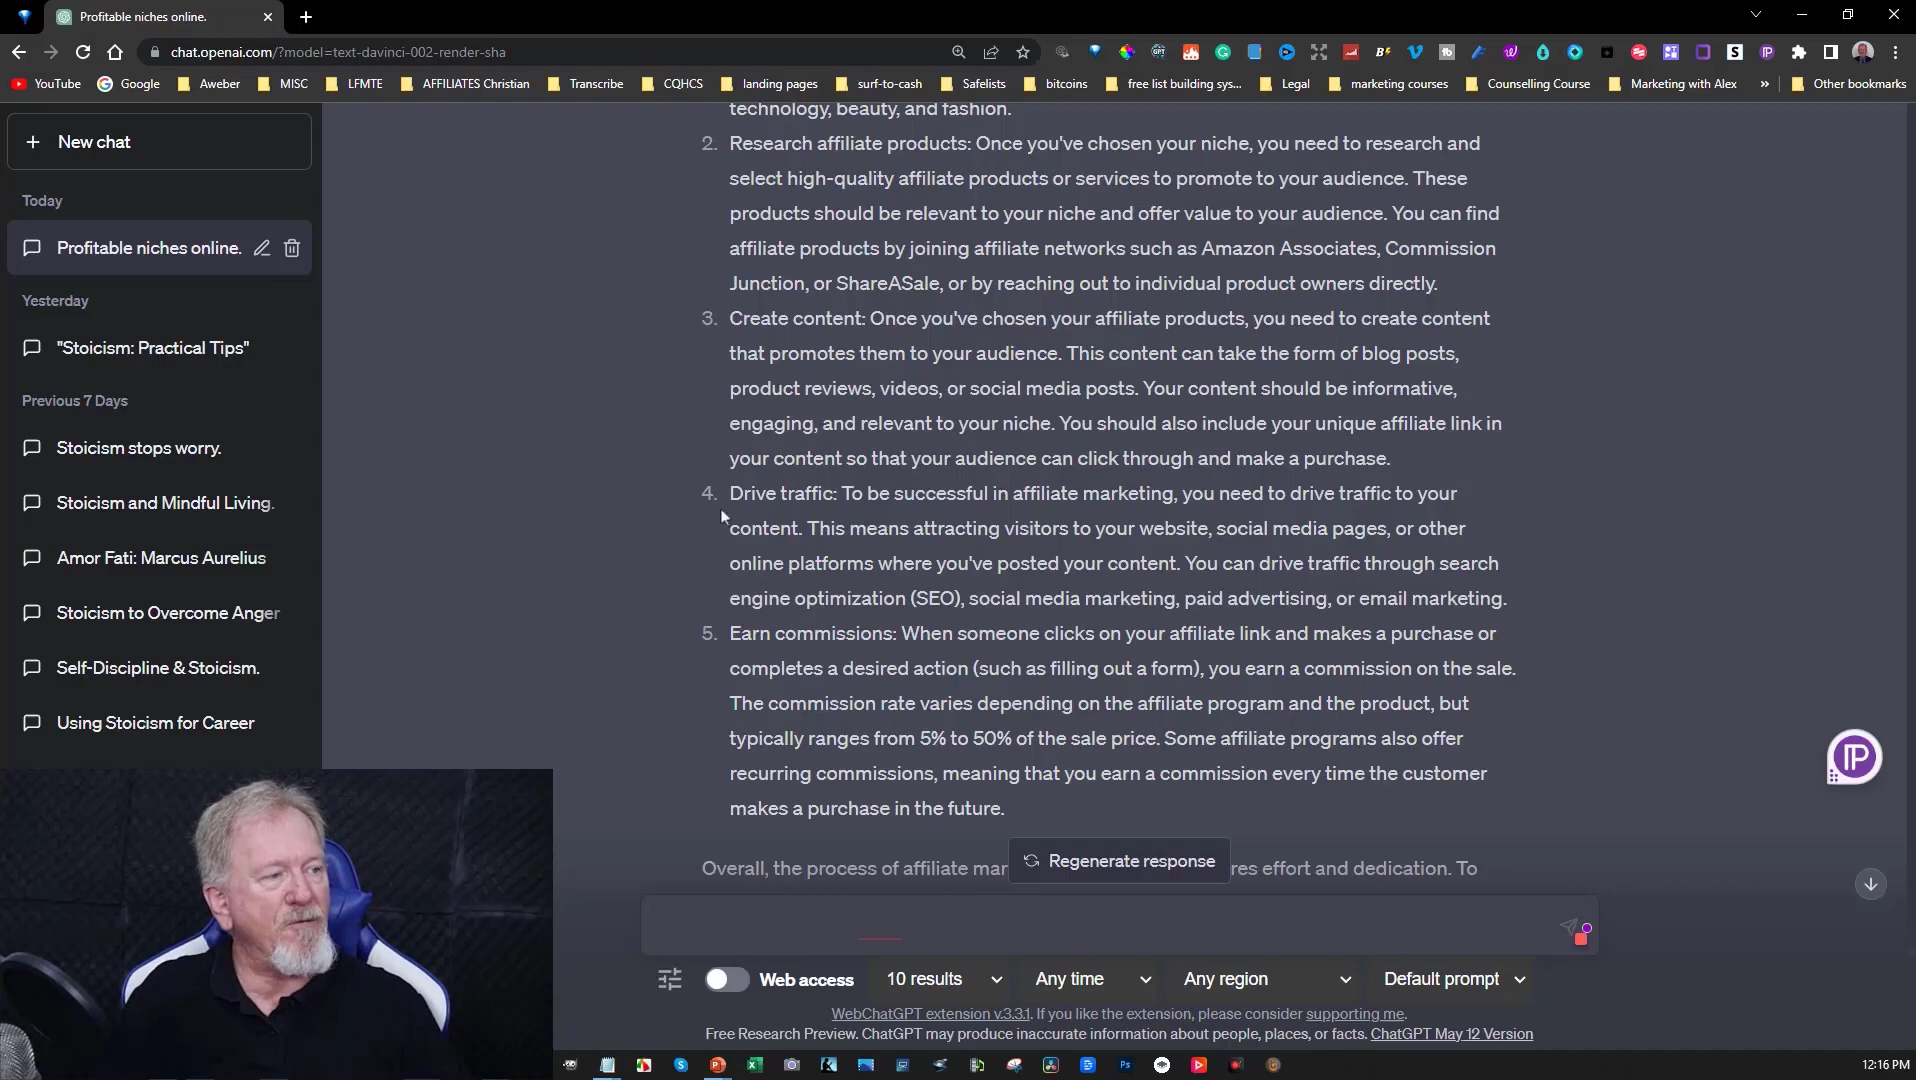 Profitable niches online.
chat.openai.com/?model=text-davinci-002-render-sha
YouTube
Google
Aweber
MISC
LFMTE
AFFILIATES Christian
Transcribe
CQHCS
landing pages
surf-to-cash
Safelists
bitcoins
free list building sys...
Legal
marketing courses
Counselling Course
Marketing with Alex
»
Other bookmarks
New chat
Today
Profitable niches online.
Yesterday
"Stoicism: Practical Tips"
Previous 7 Days
Stoicism stops worry.
Stoicism and Mindful Living.
Amor Fati: Marcus Aurelius
Stoicism to Overcome Anger
Self-Discipline & Stoicism.
Using Stoicism for Career
technology, beauty, and fashion.
2. Research affiliate products: Once you've chosen your niche, you need to research and
select high-quality affiliate products or services to promote to your audience. These
products should be relevant to your niche and offer value to your audience. You can find
affiliate products by joining affiliate networks such as Amazon Associates, Commission
Junction, or ShareASale, or by reaching out to individual product owners directly.
3. Create content: Once you've chosen your affiliate products, you need to create content
that promotes them to your audience. This content can take the form of blog posts,
product reviews, videos, or social media posts. Your content should be informative,
engaging, and relevant to your niche. You should also include your unique affiliate link in
your content so that your audience can click through and make a purchase.
4. Drive traffic: To be successful in affiliate marketing, you need to drive traffic to your
content. This means attracting visitors to your website, social media pages, or other
online platforms where you've posted your content. You can drive traffic through search
engine optimization (SEO), social media marketing, paid advertising, or email marketing.
5. Earn commissions: When someone clicks on your affiliate link and makes a purchase or
completes a desired action (such as filling out a form), you earn a commission on the sale.
The commission rate varies depending on the affiliate program and the product, but
typically ranges from 5% to 50% of the sale price. Some affiliate programs also offer
recurring commissions, meaning that you earn a commission every time the customer
makes a purchase in the future.
Overall, the process of affiliate mar
Regenerate response
res effort and dedication. To
IP
Web access
10 results
Any time
Any region
Default prompt
WebChatGPT extension v.3.3.1. If you like the extension, please consider supporting me.
Free Research Preview. ChatGPT may produce inaccurate information about people, places, or facts. ChatGPT May 12 Version
12:16 PM